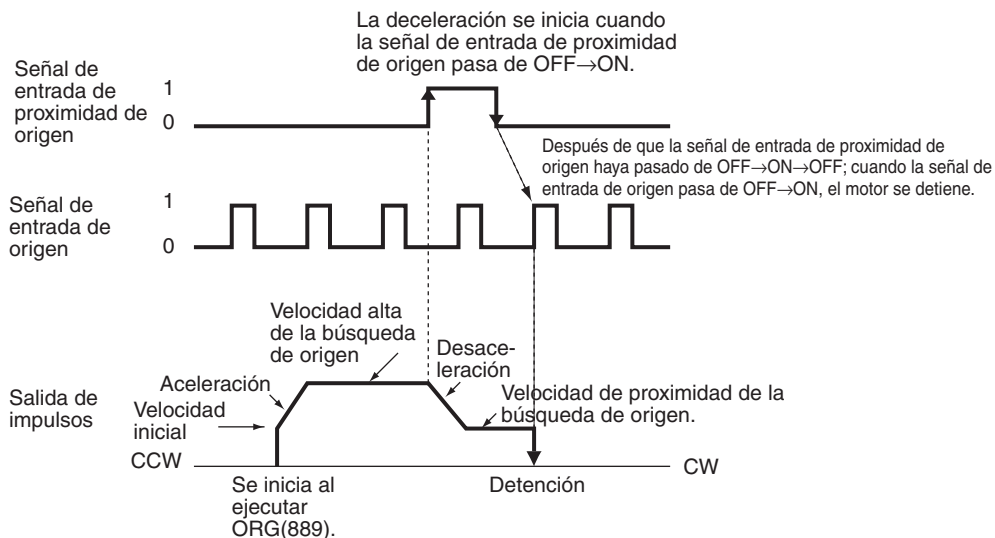 La deceleración se inicia cuando
la señal de entrada de proximidad
de origen pasa de OFF→ON.
Señal de
entrada de
proximidad de
origen
1
0
Después de que la señal de entrada de proximidad de
origen haya pasado de OFF→ON→OFF; cuando la señal de
entrada de origen pasa de OFF→ON, el motor se detiene.
Señal de
entrada de
origen
1
0
Velocidad alta
de la búsqueda
de origen
Desace-
leración
Aceleración
Velocidad de proximidad de la
búsqueda de origen.
Salida de
impulsos
Velocidad
inicial
CCW
CW
Se inicia al
ejecutar
ORG(889).
Detención